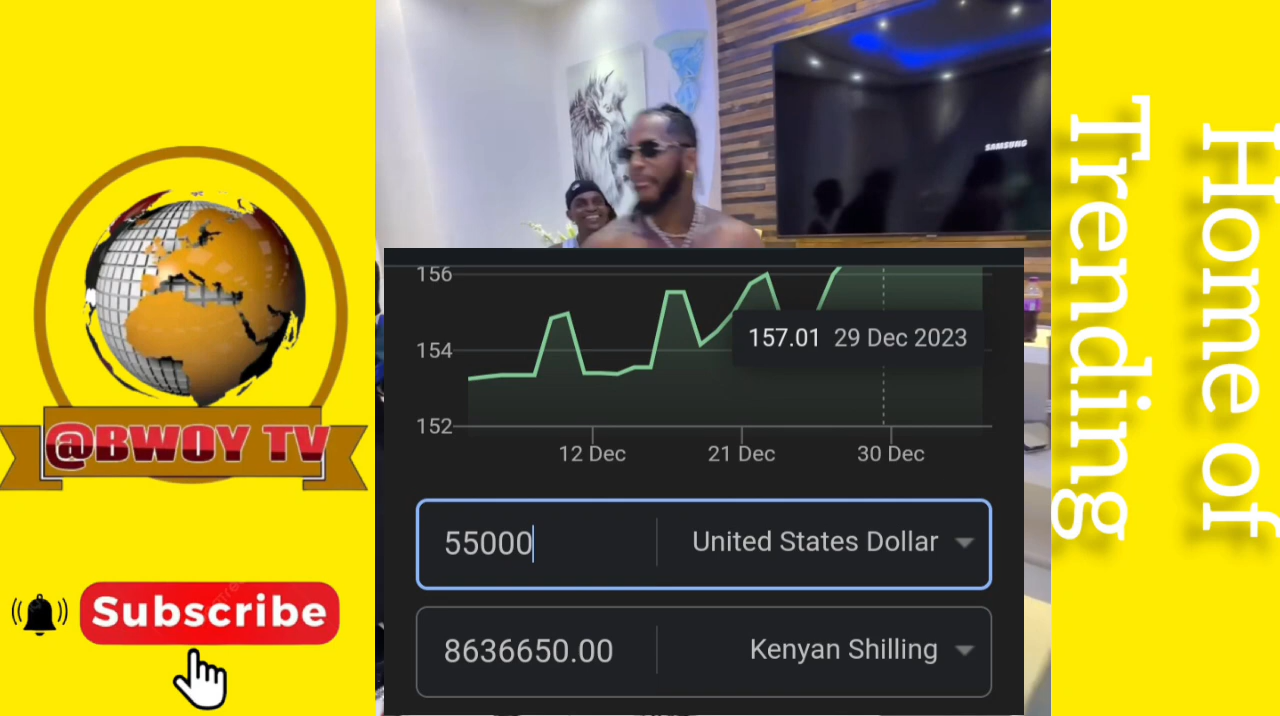 @BWOY TV
Subscribe
SAMSUNG
156
154
152
157.01 29 Dec 2023
12 Dec
21 Dec
30 Dec
55000
United States Dollar
8636650.00
Kenyan Shilling
Home of
Trending